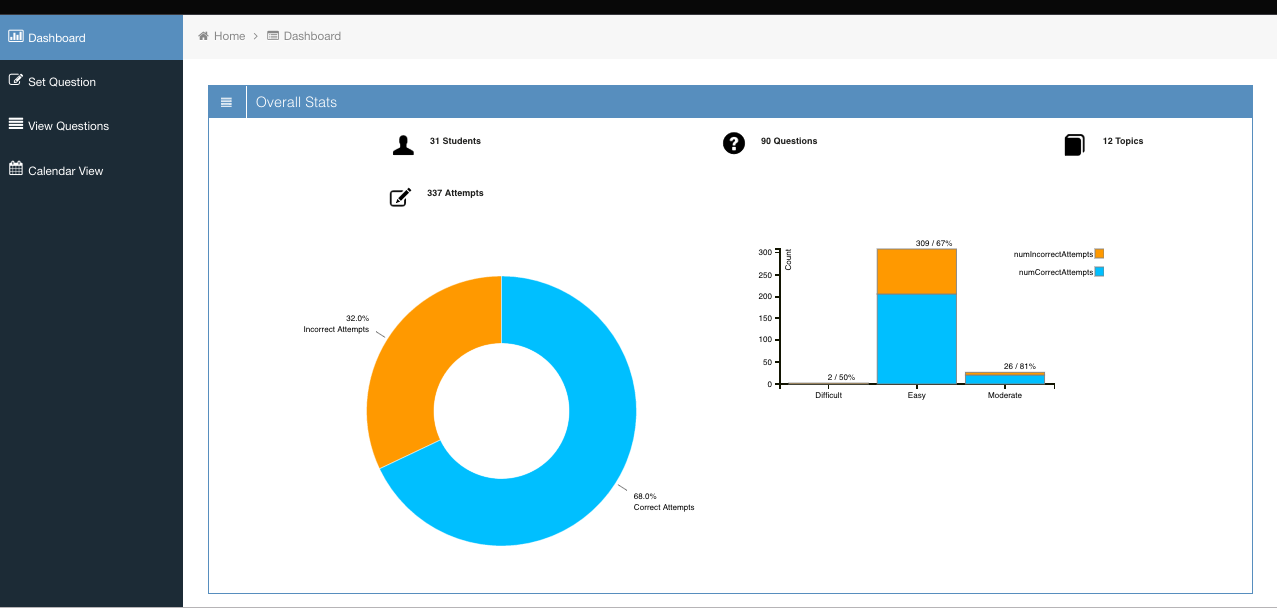 Dashboard
Set Question
View Questions
Calendar View
Home > Dashboard
Overall Stats
31 Students
90 Questions
12 Topics
337 Attempts
32.0%
Incorrect Attempts
68.0%
Correct Attempts
Count
300
250
200
150
100
50
0
309 / 67%
2 / 50%
26 / 81%
Difficult
Easy
Moderate
numIncorrectAttempts
numCorrectAttempts